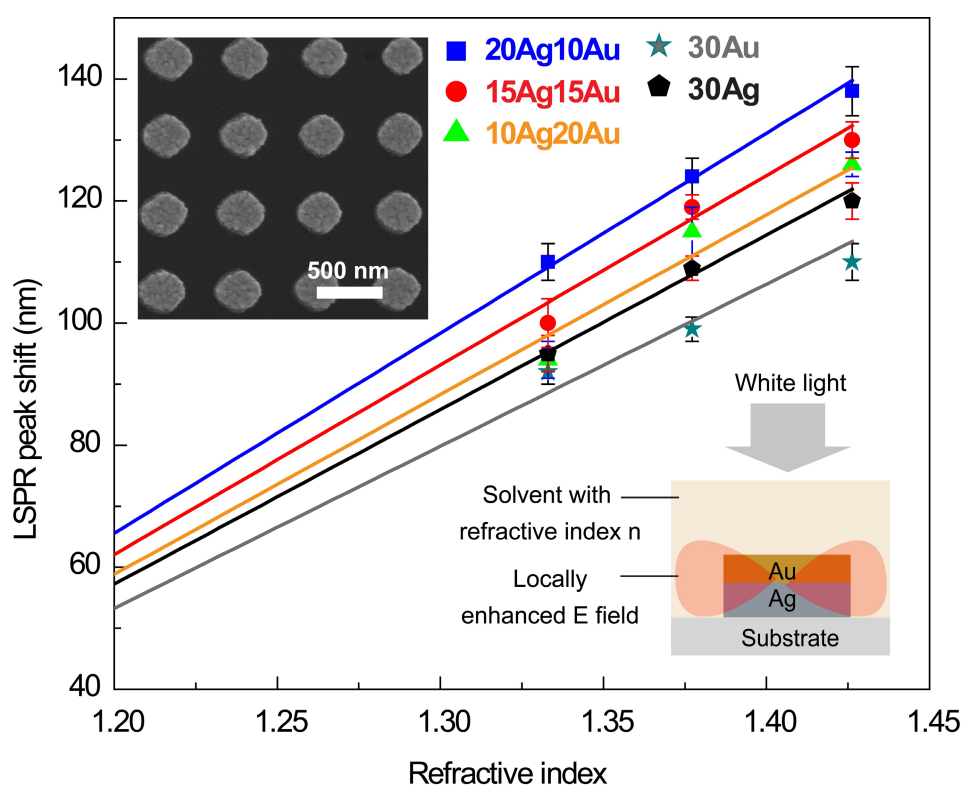 140
120
100
80
60
40
1.20
1.25
1.30
1.35
1.40
1.45
LSPR peak shift (nm)
Refractive index
20Ag10Au
15Ag15Au
10Ag20Au
30Au
30Ag
500 nm
White light
Solvent with
refractive index n
Locally
enhanced E field
Au
Ag
Substrate